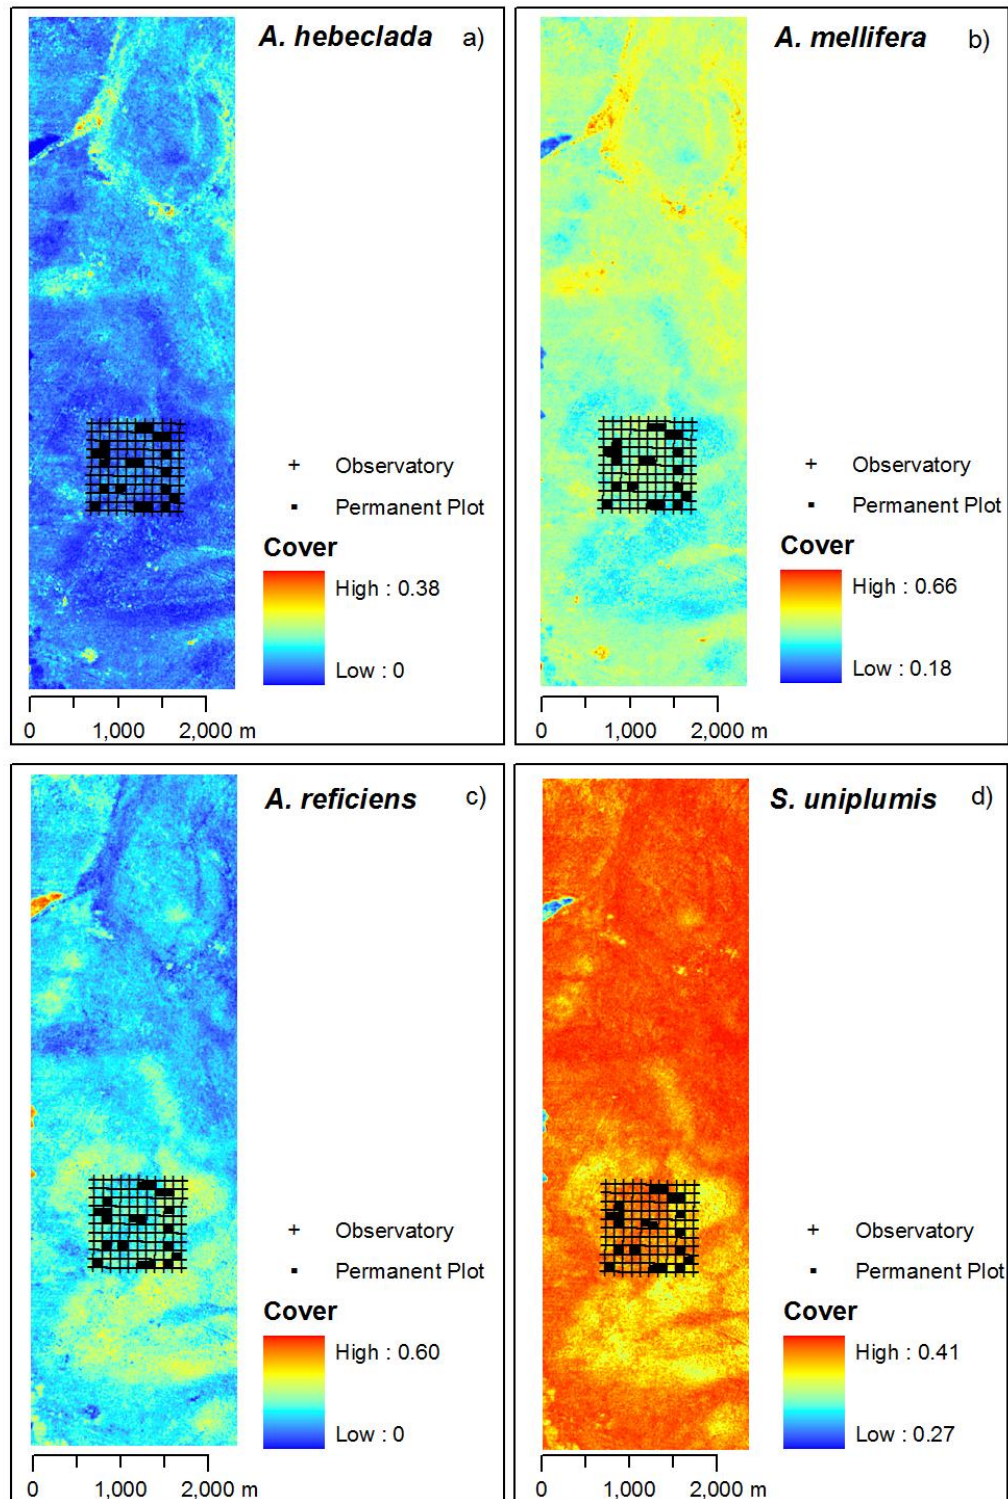 A. hebeclada a)
+ Observatory
▪ Permanent Plot
Cover
High : 0.38
Low : 0
0 1,000 2,000 m
A. mellifera b)
+ Observatory
▪ Permanent Plot
Cover
High : 0.66
Low : 0.18
0 1,000 2,000 m
A. reficiens c)
+ Observatory
▪ Permanent Plot
Cover
High : 0.60
Low : 0
0 1,000 2,000 m
S. uniplumis d)
+ Observatory
▪ Permanent Plot
Cover
High : 0.41
Low : 0.27
0 1,000 2,000 m